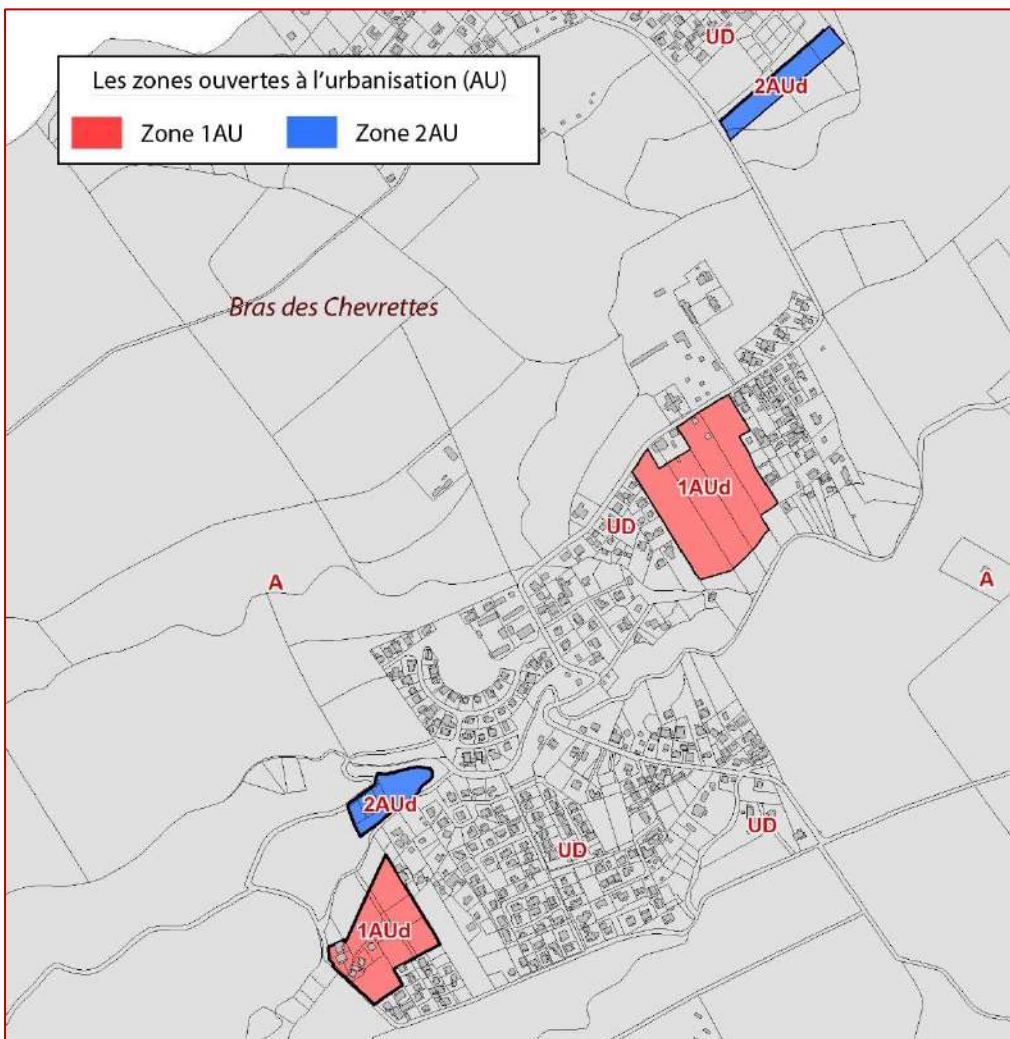 UD
2AUd
Les zones ouvertes à l'urbanisation (AU)
Zone 1AU Zone 2AU
Bras des Chevrettes
1AUd
UD
A
A
2AUd
UD
UD
1AUd